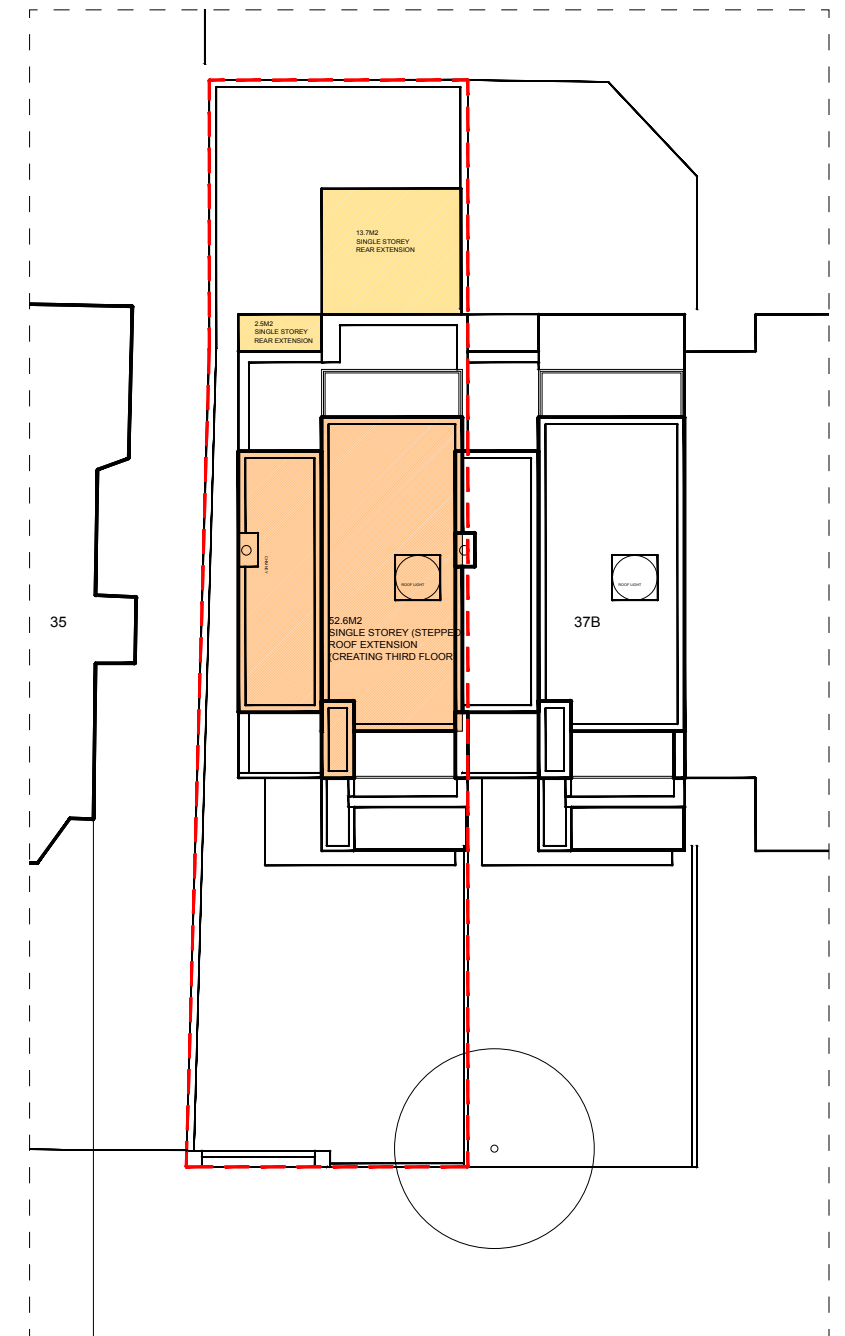 13.7M2
SINGLE STOREY
REAR EXTENSION
2.5M2
SINGLE STOREY
REAR EXTENSION
CHIMNEY
ROOF LIGHT
ROOF LIGHT
52.6M2
SINGLE STOREY (STEPPED
ROOF EXTENSION
(CREATING THIRD FLOOR
35
37B